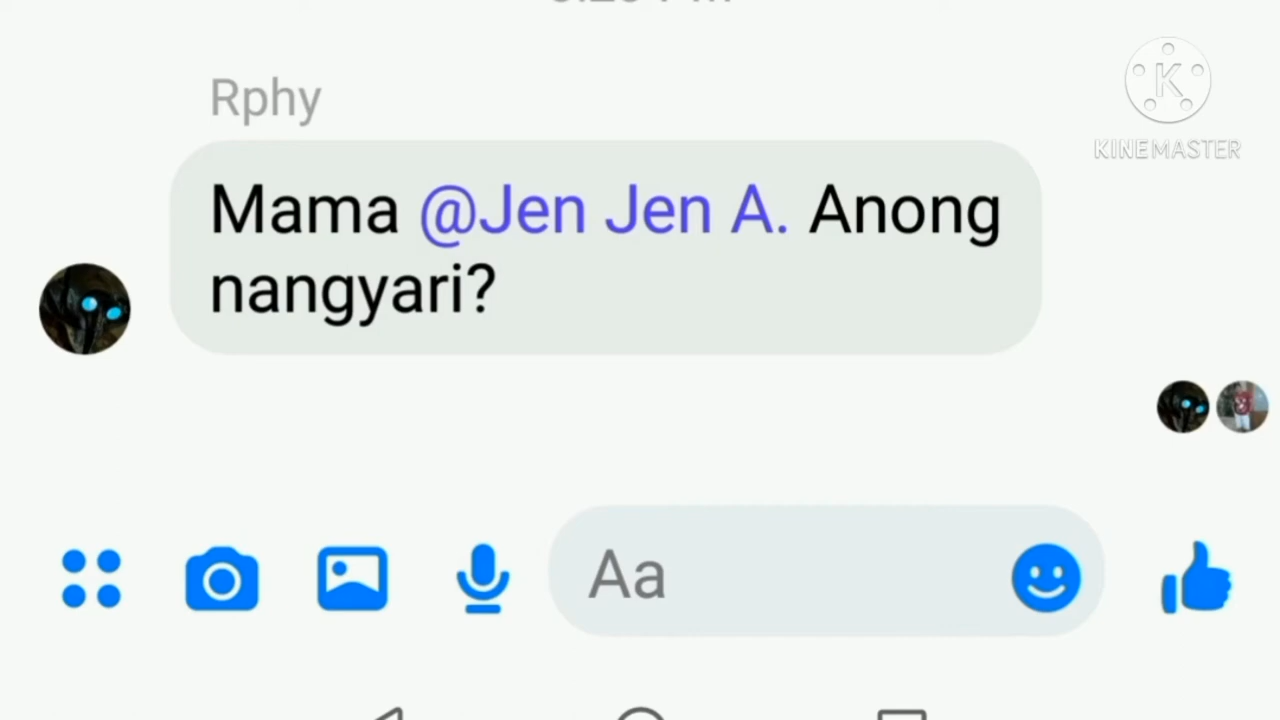 Rphy
Mama @Jen Jen A. Anong
nangyari?
Aa
K
KINEMASTER